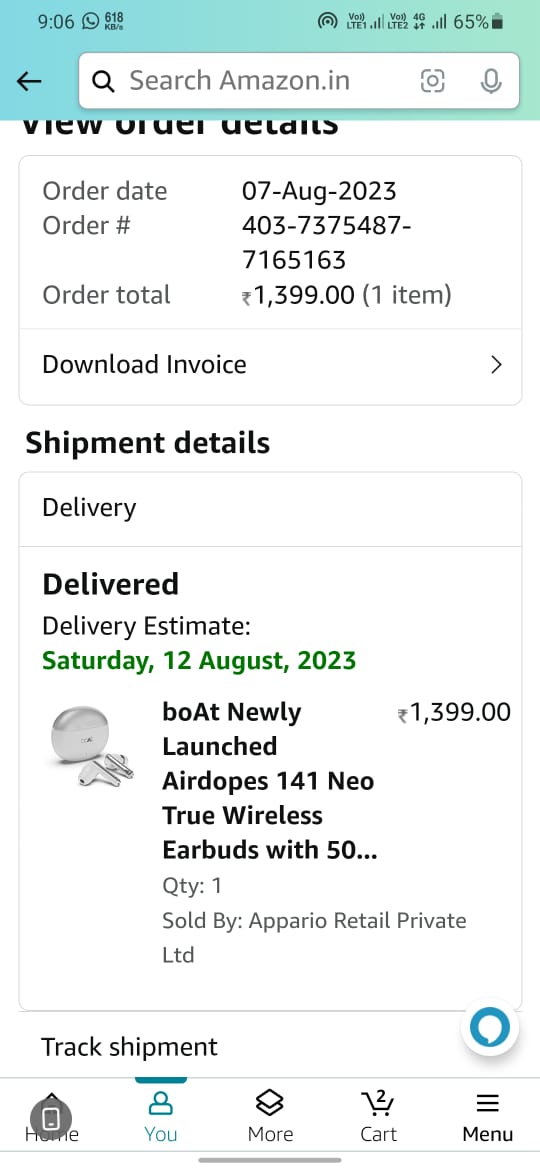 9:06 618 KB/s Vo)) LTE1 Vo)) LTE2 4G 65%
Search Amazon.in
View order details
Order date 07-Aug-2023
Order # 403-7375487-
7165163
Order total ₹1,399.00 (1 item)
Download Invoice
Shipment details
Delivery
Delivered
Delivery Estimate:
Saturday, 12 August, 2023
boAt Newly ₹1,399.00
Launched
Airdopes 141 Neo
True Wireless
Earbuds with 50...
Qty: 1
Sold By: Appario Retail Private
Ltd
boAt
Track shipment
2
Home You More Cart Menu